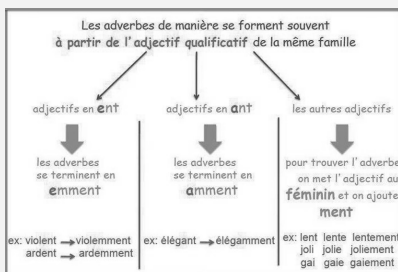 Les adverbes de manière se forment souvent
à partir de l'adjectif qualificatif de la même famille
adjectifs en ent
adjectifs en ant
les autres adjectifs
les adverbes
se terminent en
emment
les adverbes
se terminent en
amment
pour trouver l'adverbe
on met l'adjectif au
féminin et on ajoute
ment
ex: violent → violemment
ardent → ardemment
ex: élégant → élégamment
ex: lent lente lentement
joli jolie joliement
gai gaie gaiement